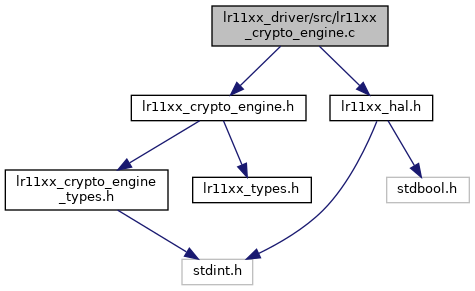 lr11xx_driver/src/lr11xx
_crypto_engine.c
lr11xx_crypto_engine.h
lr11xx_hal.h
lr11xx_crypto_engine
_types.h
lr11xx_types.h
stdbool.h
stdint.h